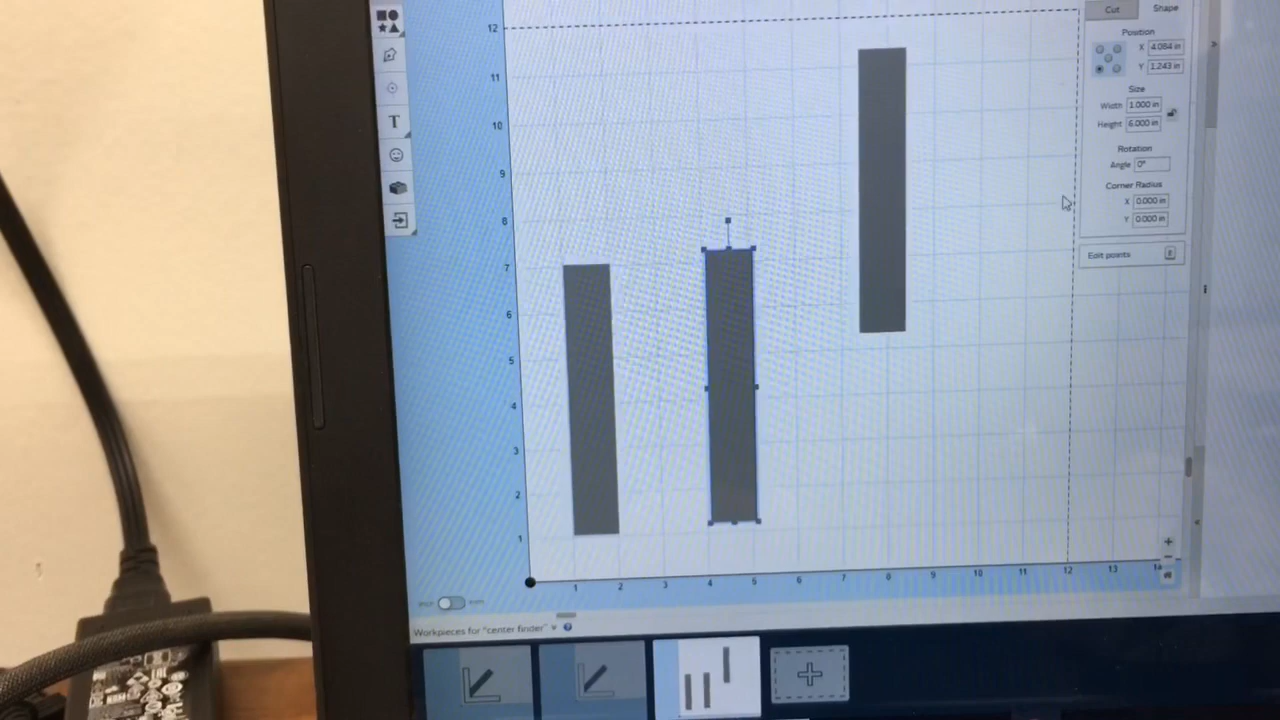 Cut Shape
Position
X 4.084 in
Y 1.243 in
Size
Width 1.000 in
Height 6.000 in
Rotation
Angle 0°
Corner Radius
X 0.000 in
Y 0.000 in
Edit points E
T
12
11
10
9
8
7
6
5
4
3
2
1
1 2 3 4 5 6 7 8 9 10 11 12 13 14
inch mm
Workpieces for "center finder"